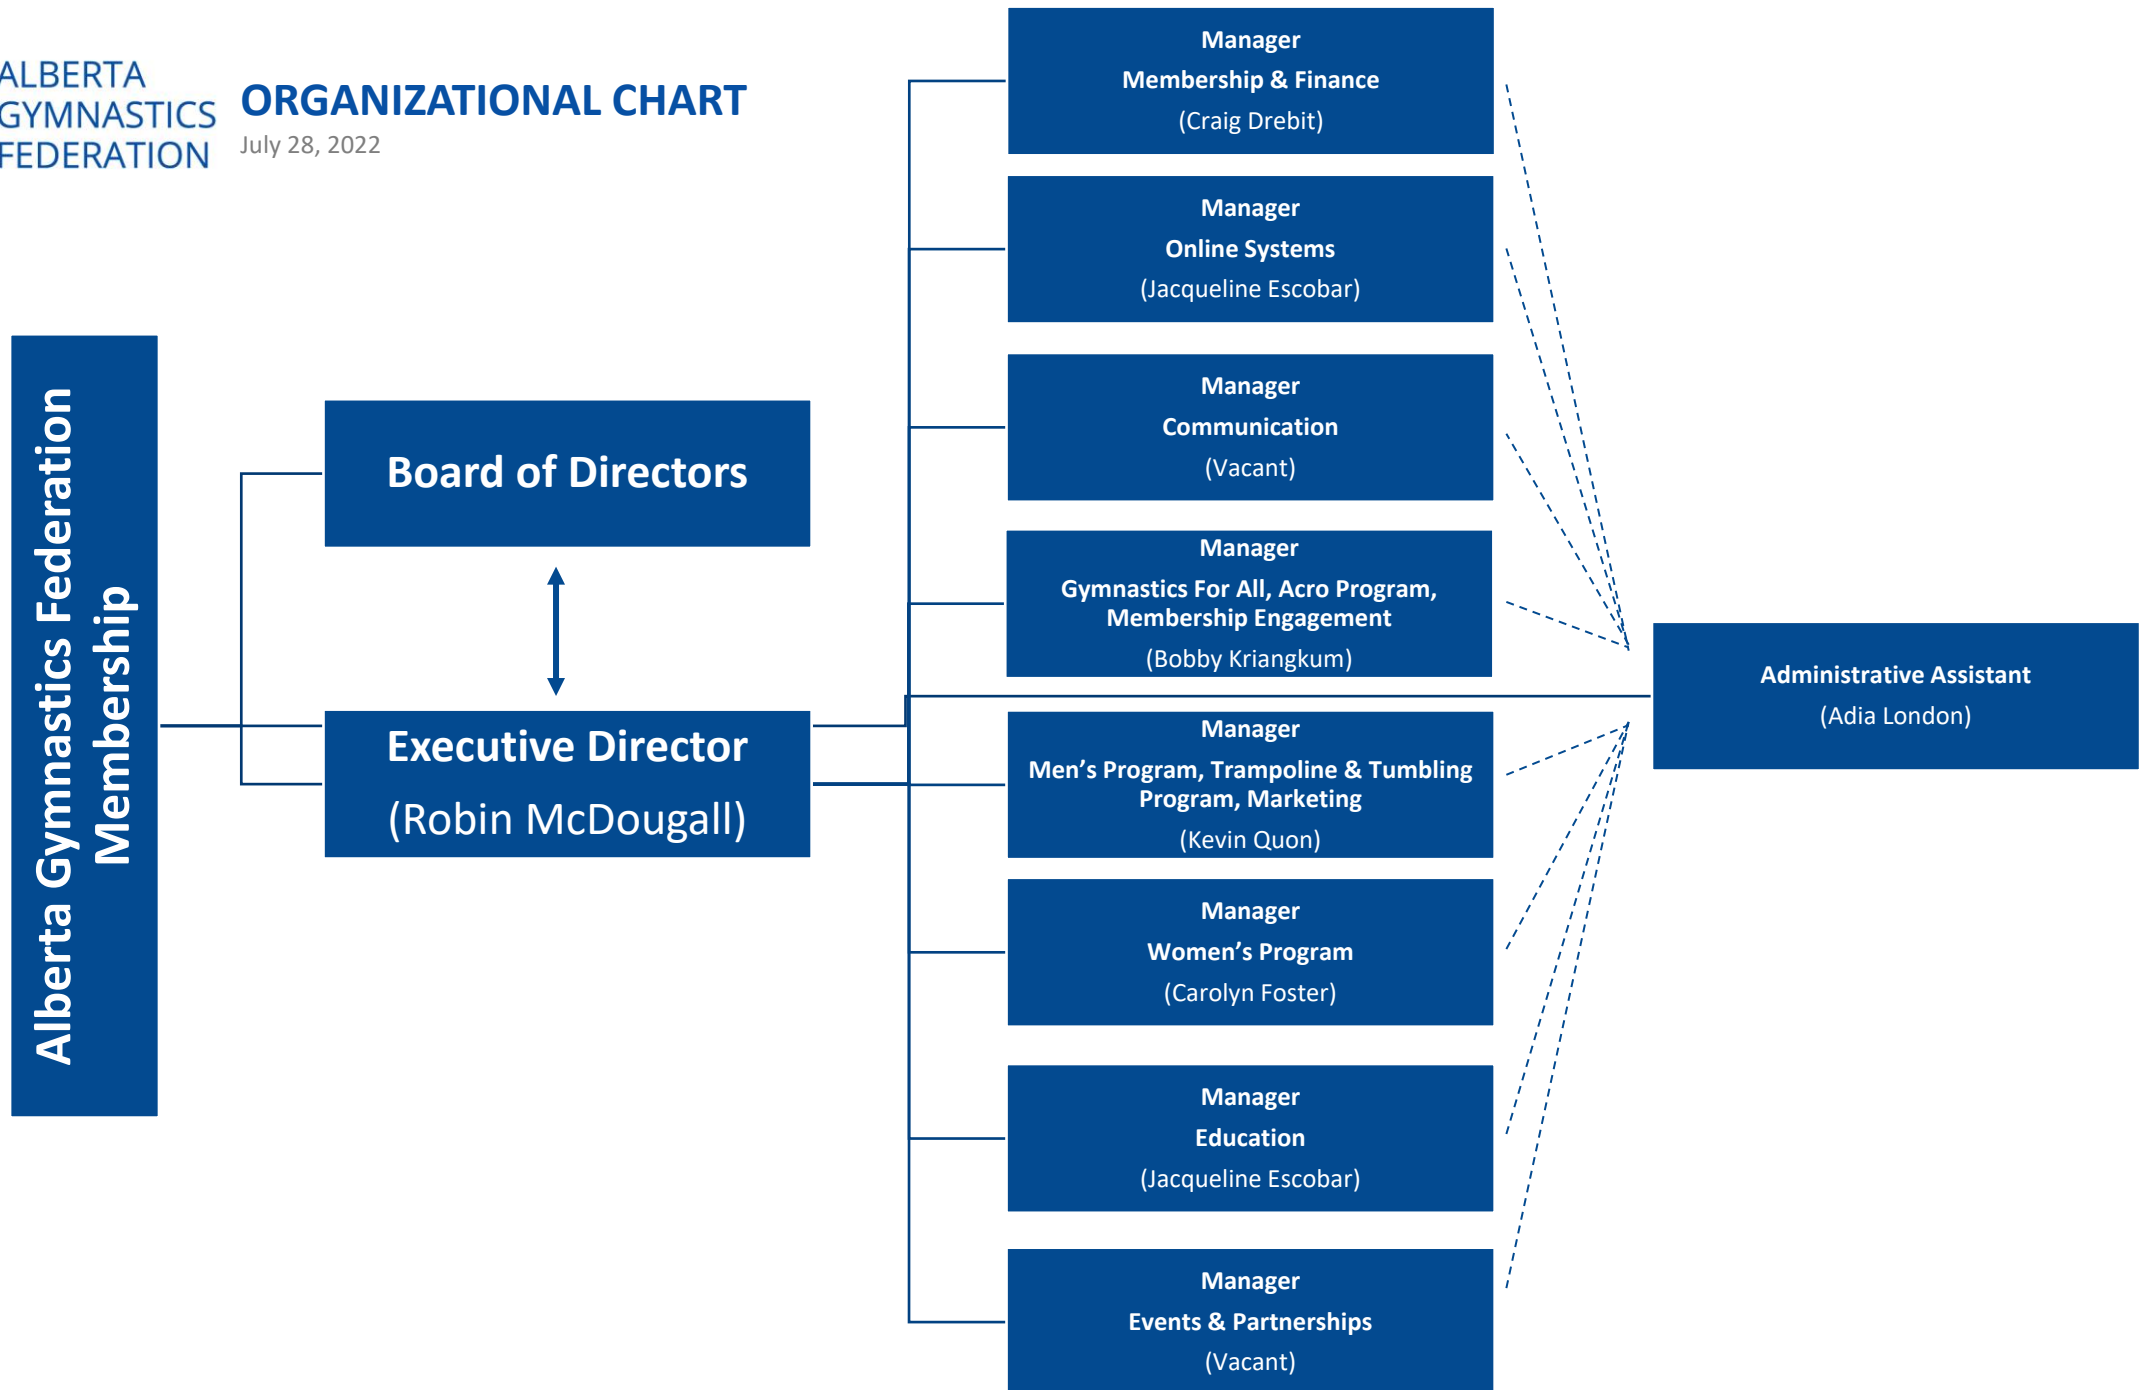 ALBERTA
GYMNASTICS
FEDERATION
ORGANIZATIONAL CHART
July 28, 2022
Alberta Gymnastics Federation
Membership
Board of Directors
Executive Director
(Robin McDougall)
Manager
Membership & Finance
(Craig Drebit)
Manager
Online Systems
(Jacqueline Escobar)
Manager
Communication
(Vacant)
Manager
Gymnastics For All, Acro Program,
Membership Engagement
(Bobby Kriangkum)
Manager
Men’s Program, Trampoline & Tumbling
Program, Marketing
(Kevin Quon)
Manager
Women’s Program
(Carolyn Foster)
Manager
Education
(Jacqueline Escobar)
Manager
Events & Partnerships
(Vacant)
Administrative Assistant
(Adia London)